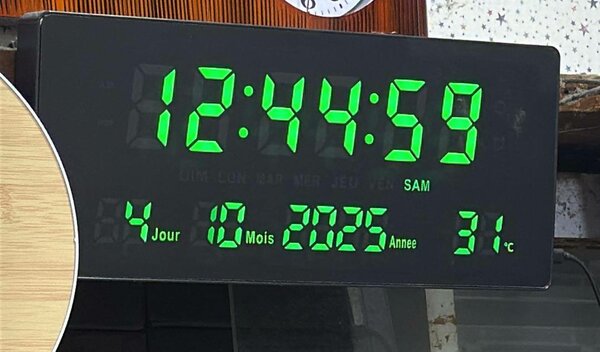 12:44:59
DIM LUN MAR MER JEU VEN SAM
4 Jour 10 Mois 2025 Annee 31 °C